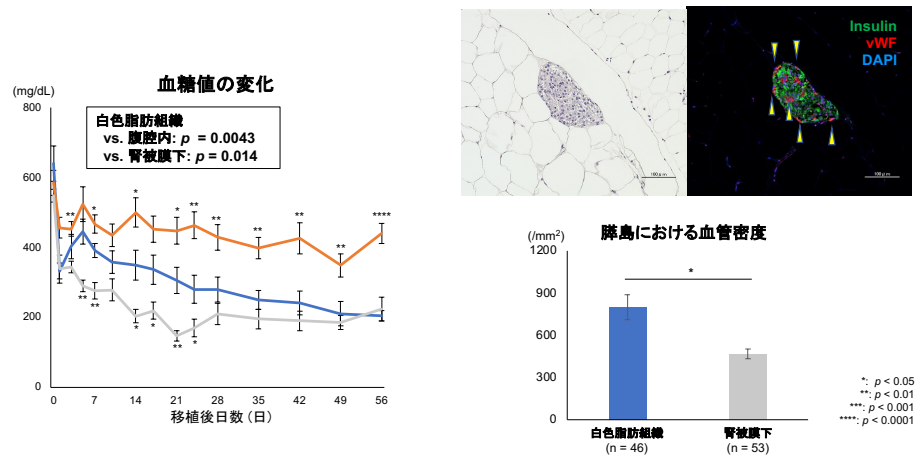 血糖値の変化
(mg/dL)
800
600
400
200
0
白色脂肪組織
vs. 腹腔内: p = 0.0043
vs. 腎被膜下: p = 0.014
** * * * ** ** ** ** ** ****
** ** * * ** *
0 7 14 21 28 35 42 49 56
移植後日数(日)
100μm
Insulin
vWF
DAPI
100μm
膵島における血管密度
(/mm²)
1200
900
600
300
0
*
白色脂肪組織 腎被膜下
(n = 46) (n = 53)
*: p < 0.05
**: p < 0.01
***: p < 0.001
****: p < 0.0001